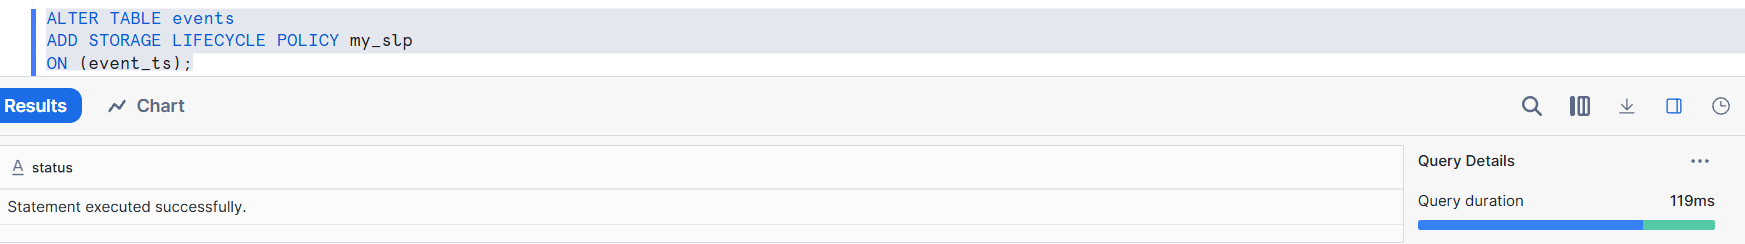 ALTER TABLE events
ADD STORAGE LIFECYCLE POLICY my_slp
ON (event_ts);
Results
Chart
A status
Query Details
Statement executed successfully.
Query duration 119ms